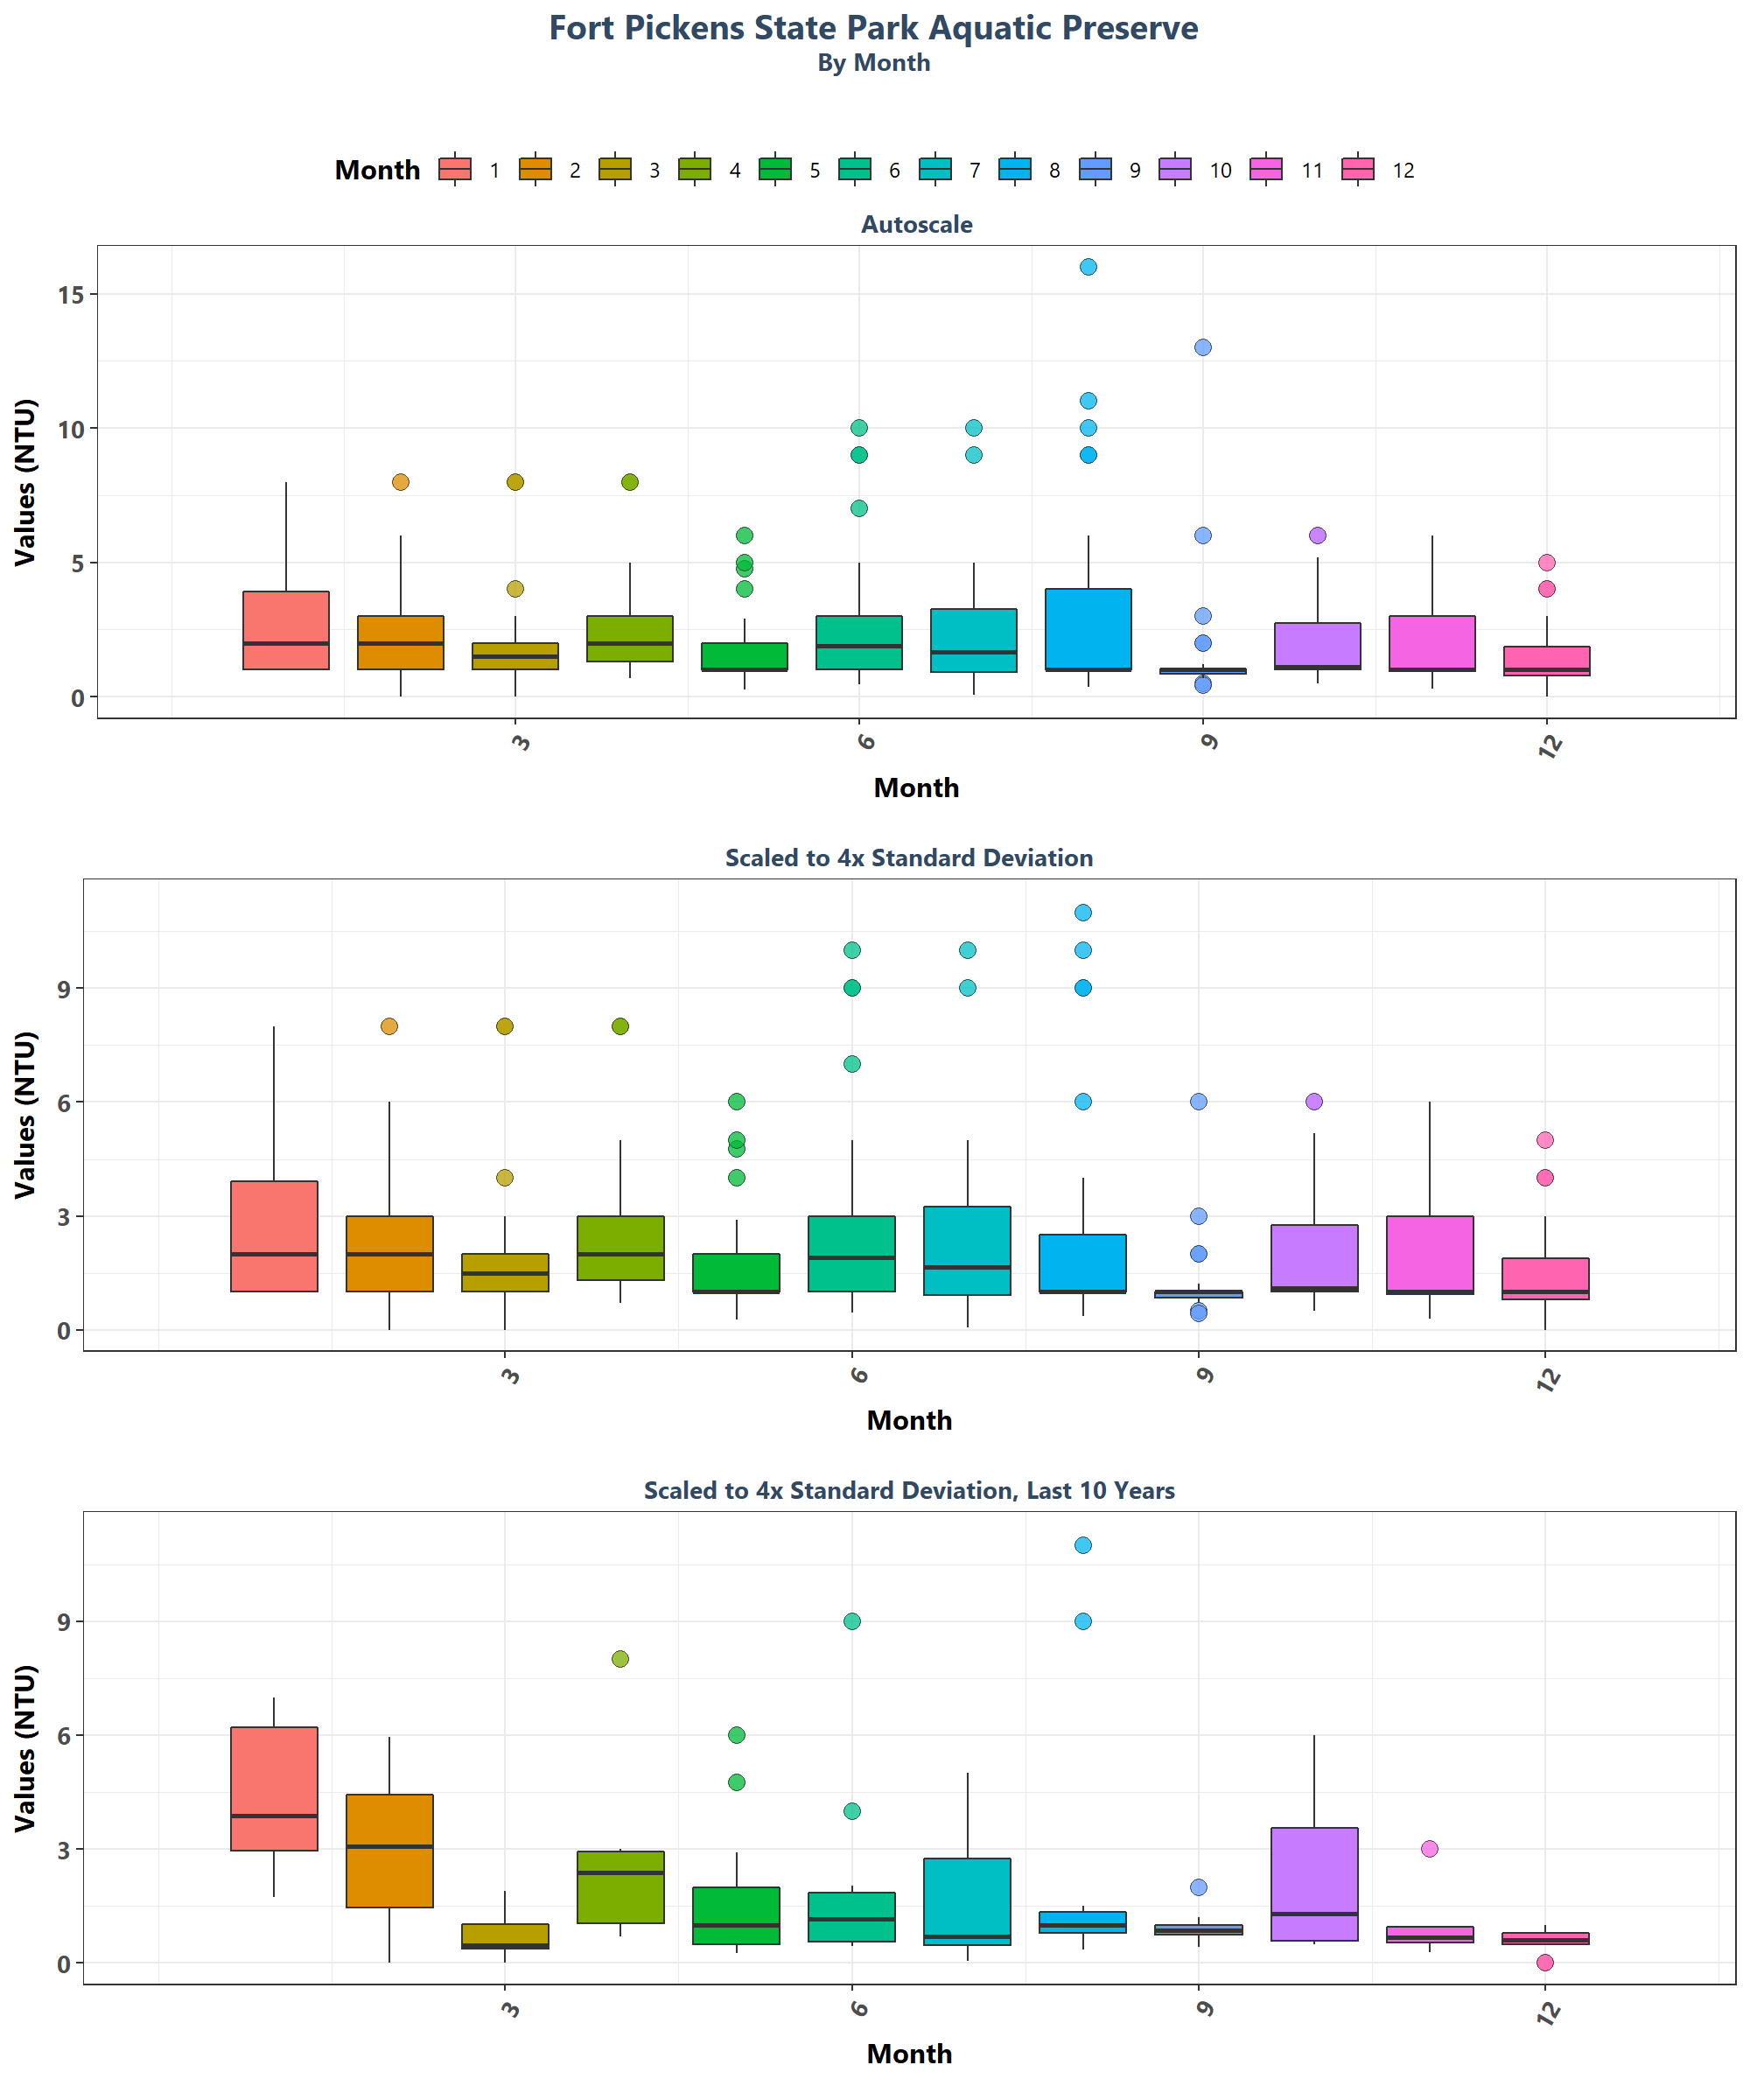 Fort Pickens State Park Aquatic Preserve
By Month
Month 1 2 3 4 5 6 7 8 9 10 11 12
Autoscale
Values (NTU)
15
10
5
0
3 6 9 12
Month
Scaled to 4x Standard Deviation
Values (NTU)
9
6
3
0
3 6 9 12
Month
Scaled to 4x Standard Deviation, Last 10 Years
Values (NTU)
9
6
3
0
3 6 9 12
Month